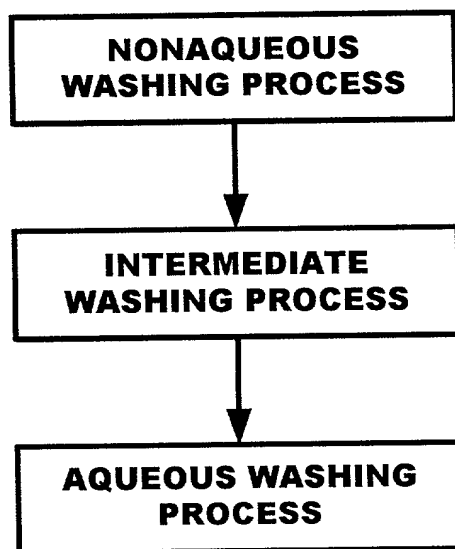 NONAQUEOUS
WASHING PROCESS
INTERMEDIATE
WASHING PROCESS
AQUEOUS WASHING
PROCESS